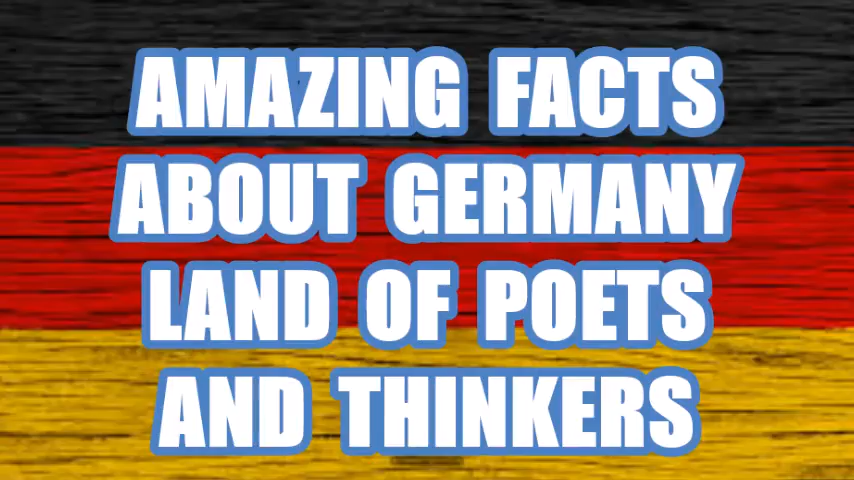 AMAZING FACTS
ABOUT GERMANY
LAND OF POETS
AND THINKERS